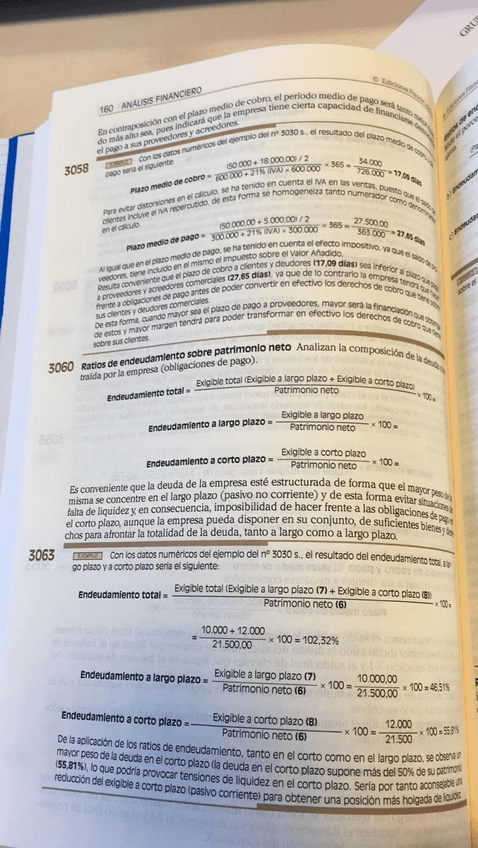 © Ediciones Francis
160 ANÁLISIS FINANCIERO
En contraposición con el plazo medio de cobro, el período medio de pago será tanto
do más alto sea, pues indicará que la empresa tiene cierta capacidad de financiarse
el pago a sus proveedores y acreedores.
3058 EJEMPLO Con los datos numéricos del ejemplo del nº 3030 s., el resultado del plazo medio de cobro y
pago sería el siguiente:
Plazo medio de cobro = (50.000 + 18.000,00) / 2 / 600.000 + 21% (IVA) × 600.000 × 365 = 34.000 / 726.000 = 17,09 días
Para evitar distorsiones en el cálculo, se ha tenido en cuenta el IVA en las ventas, puesto que el saldo de
clientes incluye el IVA repercutido, de esta forma se homogeneiza tanto numerador como denominador
en el cálculo.
Plazo medio de pago = (50.000,00 + 5.000,00) / 2 / 300.000 + 21% (IVA) × 300.000 × 365 = 27.500,00 / 363.000 = 27,65 días
Al igual que en el plazo medio de pago, se ha tenido en cuenta el efecto impositivo, ya que el saldo de
veedores, tiene incluido en el mismo el Impuesto sobre el Valor Añadido.
Resulta conveniente que el plazo de cobro a clientes y deudores (17,09 días) sea inferior al plazo
a proveedores y acreedores comerciales (27,65 días), ya que de lo contrario la empresa tendrá que
frente a obligaciones de pago antes de poder convertir en efectivo los derechos de cobro que tiene sobre
sus clientes y deudores comerciales.
De esta forma, cuando mayor sea el plazo de pago a proveedores, mayor será la financiación que
de estos y mayor margen tendrá para poder transformar en efectivo los derechos de cobro que
sobre sus clientes.
3060 Ratios de endeudamiento sobre patrimonio neto Analizan la composición de la deuda
traída por la empresa (obligaciones de pago).
Endeudamiento total = Exigible total (Exigible a largo plazo + Exigible a corto plazo) / Patrimonio neto × 100 =
Endeudamiento a largo plazo = Exigible a largo plazo / Patrimonio neto × 100 =
Endeudamiento a corto plazo = Exigible a corto plazo / Patrimonio neto × 100 =
Es conveniente que la deuda de la empresa esté estructurada de forma que el mayor peso de la
misma se concentre en el largo plazo (pasivo no corriente) y de esta forma evitar situaciones de
falta de liquidez y, en consecuencia, imposibilidad de hacer frente a las obligaciones de pago en
el corto plazo, aunque la empresa pueda disponer en su conjunto, de suficientes bienes y dere-
chos para afrontar la totalidad de la deuda, tanto a largo como a largo plazo.
3063 EJEMPLO Con los datos numéricos del ejemplo del nº 3030 s., el resultado del endeudamiento total, a lar-
go plazo y a corto plazo sería el siguiente:
Endeudamiento total = Exigible total (Exigible a largo plazo (7) + Exigible a corto plazo (8)) / Patrimonio neto (6) × 100 =
= 10.000 + 12.000 / 21.500,00 × 100 = 102,32%
Endeudamiento a largo plazo = Exigible a largo plazo (7) / Patrimonio neto (6) × 100 = 10.000,00 / 21.500,00 × 100 = 46,51%
Endeudamiento a corto plazo = Exigible a corto plazo (8) / Patrimonio neto (6) × 100 = 12.000 / 21.500 × 100 = 55,81%
De la aplicación de los ratios de endeudamiento, tanto en el corto como en el largo plazo, se observa un
mayor peso de la deuda en el corto plazo (la deuda en el corto plazo supone más del 50% de su patrimonio
(55,81%), lo que podría provocar tensiones de liquidez en el corto plazo. Sería por tanto aconsejable una
reducción del exigible a corto plazo (pasivo corriente) para obtener una posición más holgada de liquidez.